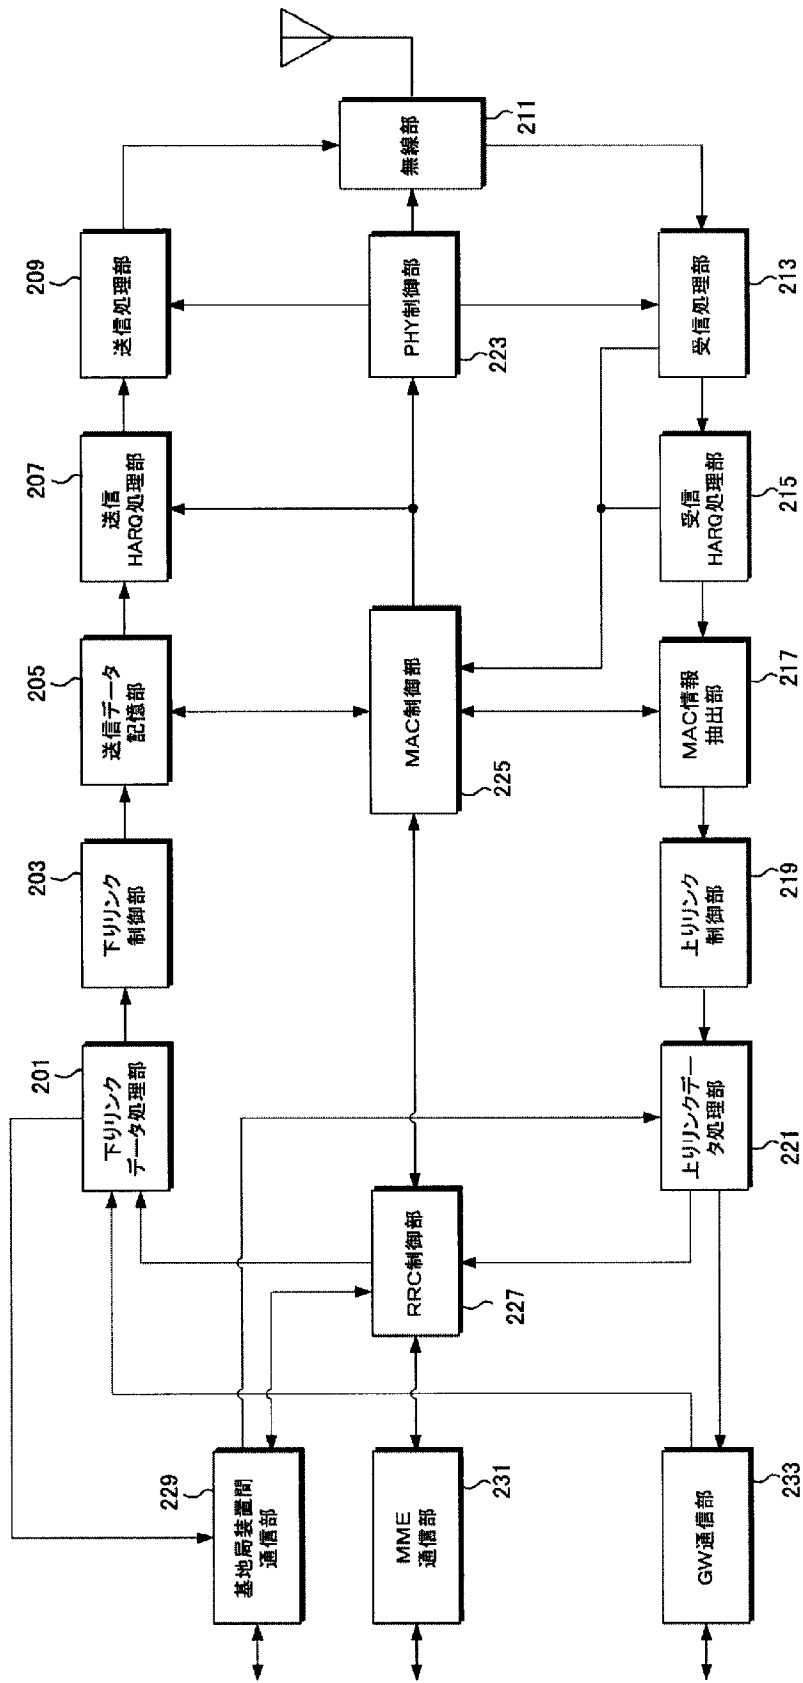 201
下りリンク
データ処理部
203
下りリンク
制御部
205
送信データ
記憶部
207
送信
HARQ処理部
209
送信処理部
229
基地局装置間
通信部
MME
通信部
231
RRC制御部
227
MAC制御部
225
PHY制御部
223
無線部
211
GW通信部
233
上りリンクデー
タ処理部
221
上りリンク
制御部
219
MAC情報
抽出部
217
受信
HARQ処理部
215
受信処理部
213